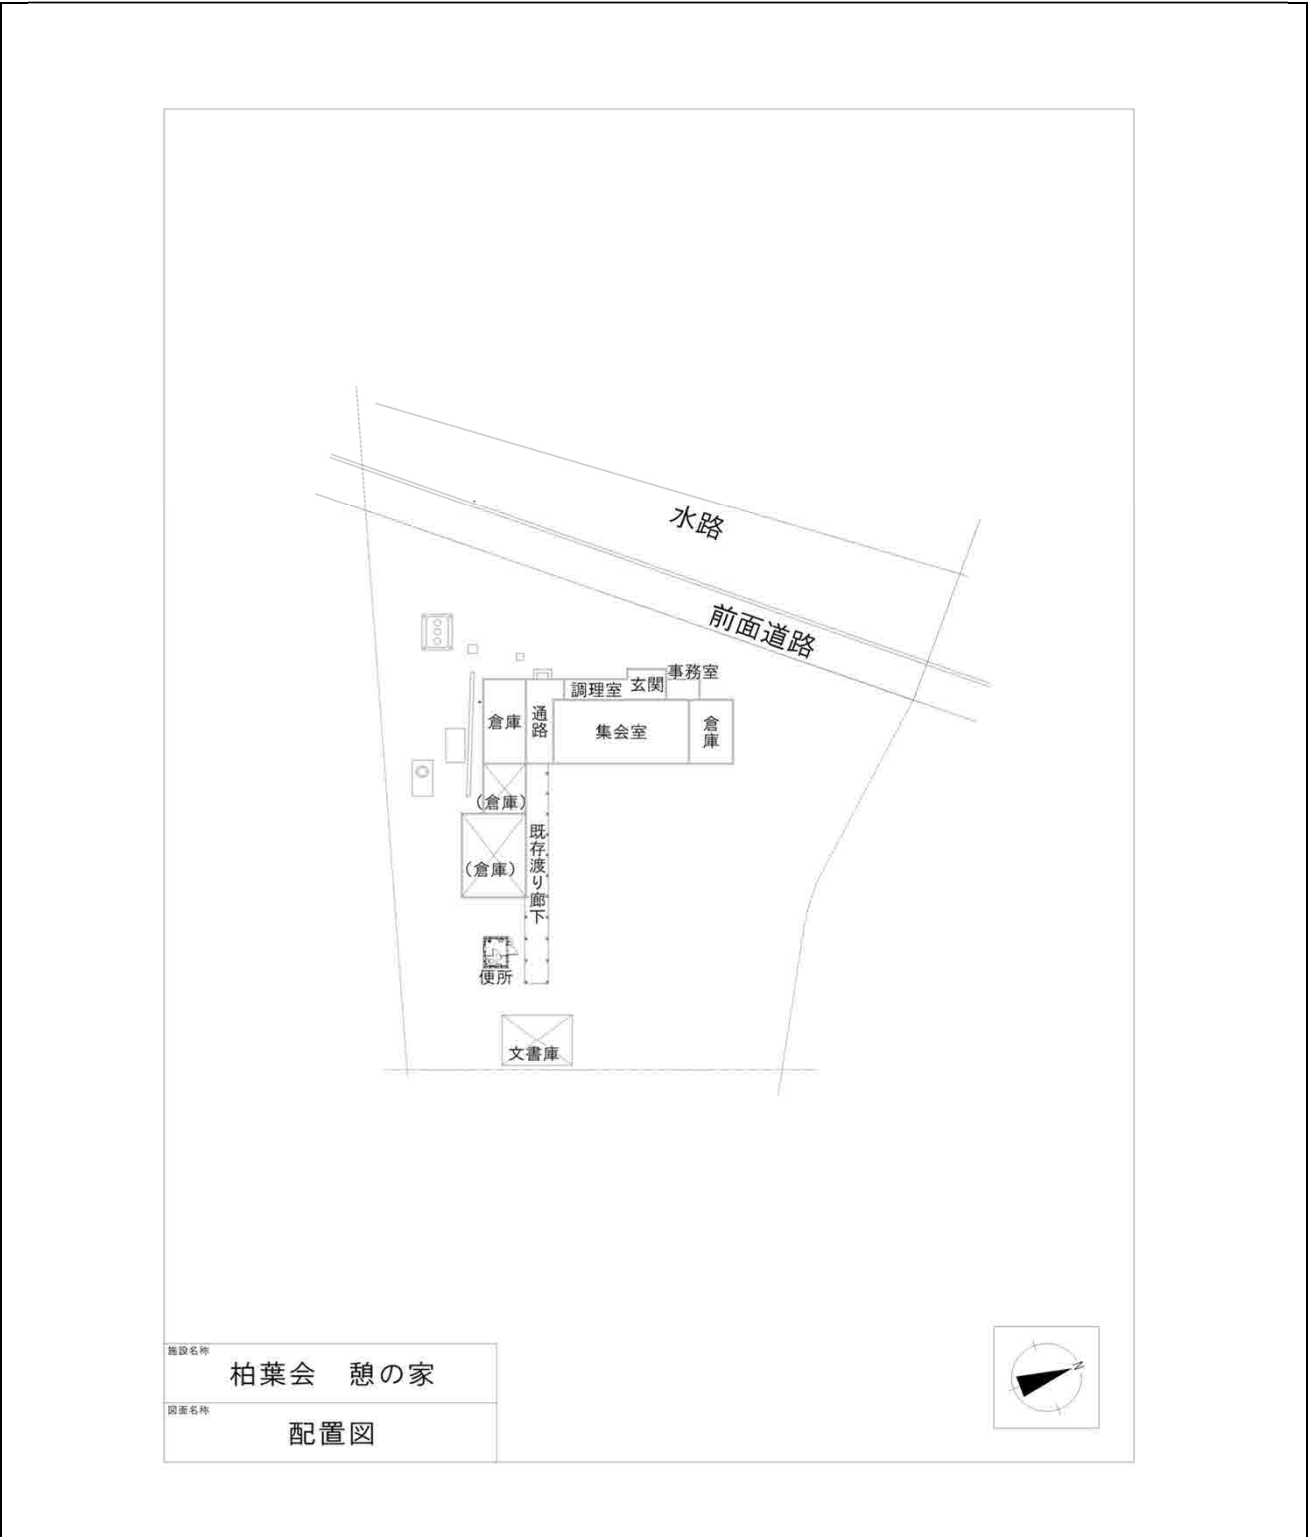 水路
前面道路
事務室
玄関
調理室
倉庫
通路
集会室
倉庫
（倉庫）
（倉庫）
既存渡り廊下
便所
文書庫
施設名称
柏葉会　憩の家
図面名称
配置図
N